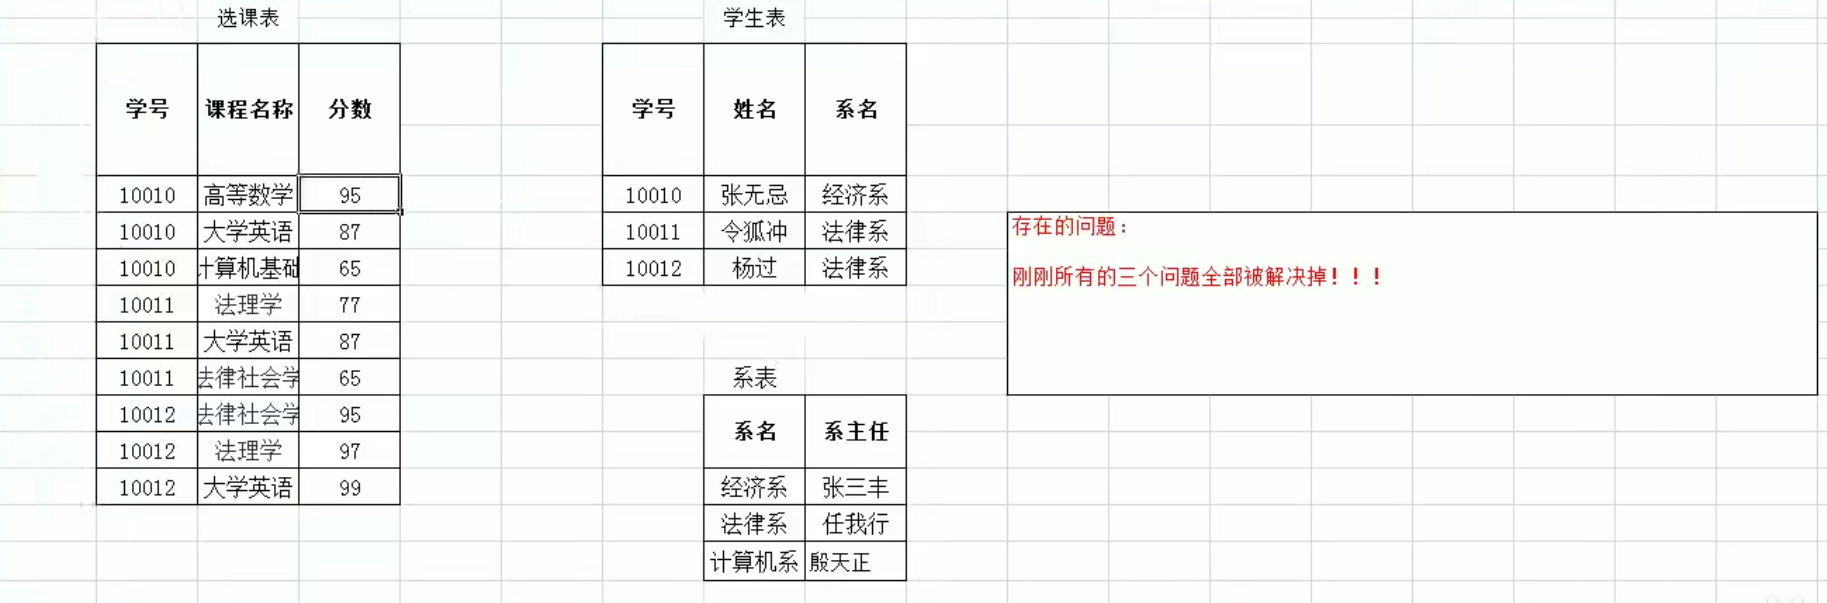 选课表
学号 课程名称 分数
10010 高等数学 95
10010 大学英语 87
10010 计算机基础 65
10011 法理学 77
10011 大学英语 87
10011 法律社会学 65
10012 法律社会学 95
10012 法理学 97
10012 大学英语 99
学生表
学号 姓名 系名
10010 张无忌 经济系
10011 令狐冲 法律系
10012 杨过 法律系
系表
系名 系主任
经济系 张三丰
法律系 任我行
计算机系 殷天正
存在的问题：
刚刚所有的三个问题全部被解决掉！！！